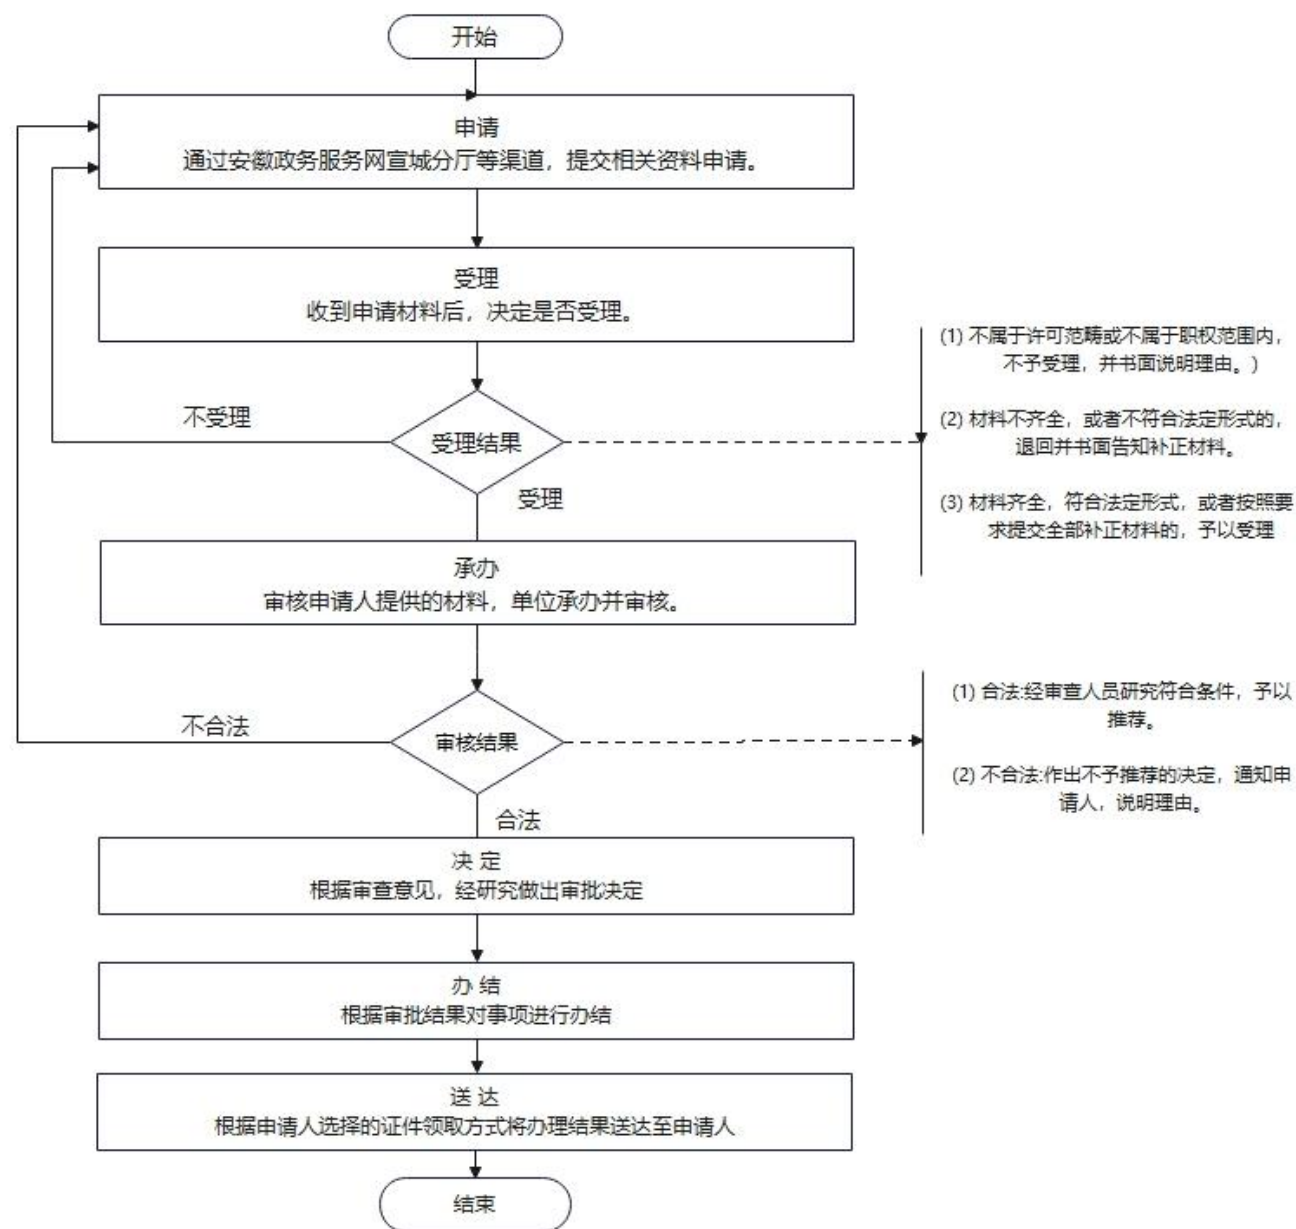 开始
申请
通过安徽政务服务网宣城分厅等渠道，提交相关资料申请。
受理
收到申请材料后，决定是否受理。
(1) 不属于许可范畴或不属于职权范围内，
不予受理，并书面说明理由。)
不受理
受理结果
(2) 材料不齐全，或者不符合法定形式的，
退回并书面告知补正材料。
受理
(3) 材料齐全，符合法定形式，或者按照要
求提交全部补正材料的，予以受理
承办
审核申请人提供的材料，单位承办并审核。
(1) 合法:经审查人员研究符合条件，予以
推荐。
不合法
审核结果
(2) 不合法:作出不予推荐的决定，通知申
请人，说明理由。
合法
决 定
根据审查意见，经研究做出审批决定
办 结
根据审批结果对事项进行办结
送 达
根据申请人选择的证件领取方式将办理结果送达至申请人
结束